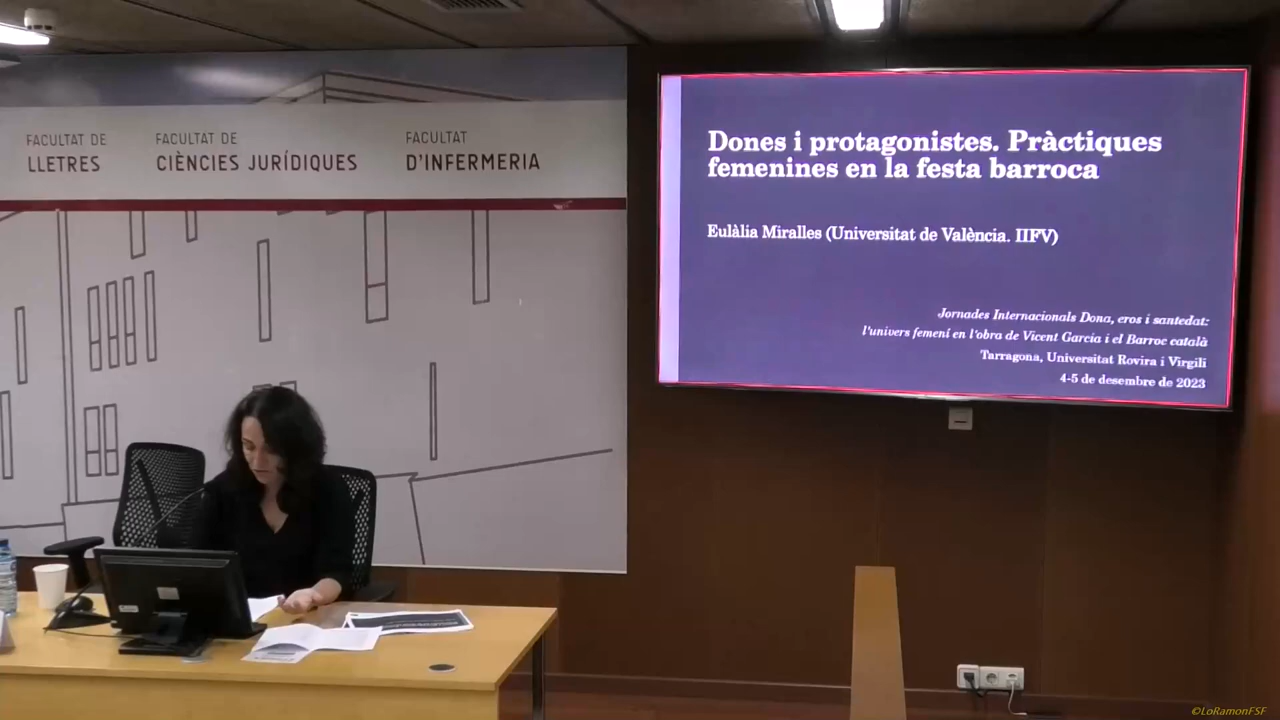 FACULTAT DE
LLETRES
FACULTAT DE
CIÈNCIES JURÍDIQUES
FACULTAT
D'INFERMERIA
Dones i protagonistes. Pràctiques
femenines en la festa barroca
Eulàlia Miralles (Universitat de València. IIFV)
Jornades Internacionals Dona, eros i santedat:
l'univers femení en l'obra de Vicent Garcia i el Barroc català
Tarragona, Universitat Rovira i Virgili
4-5 de desembre de 2023
©LoRamonFSF